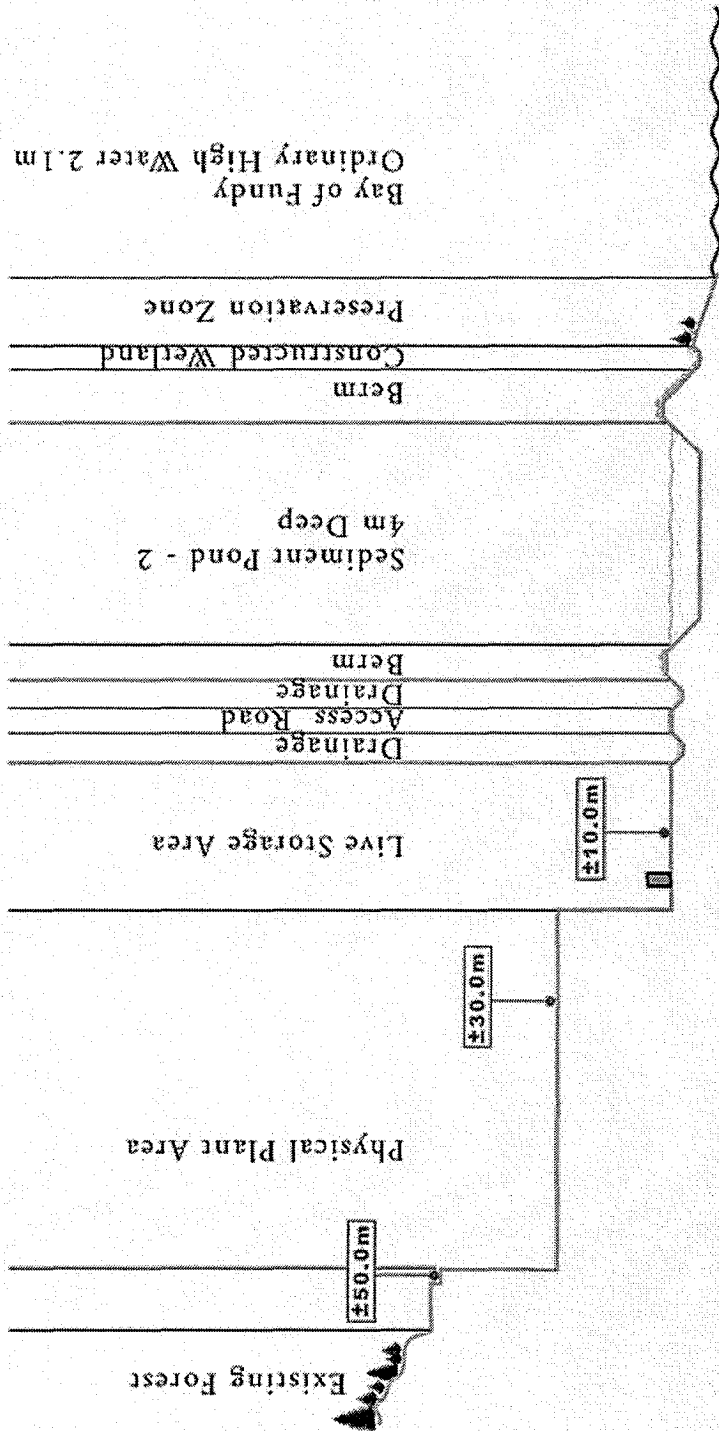 Bay of Fundy
Ordinary High Water 2.1m
Preservation Zone
Constructed Wetland
Berm
Sediment Pond - 2
4m Deep
Berm
Drainage
Access Road
Drainage
Live Storage Area
±10.0m
±30.0m
Physical Plant Area
±50.0m
Existing Forest